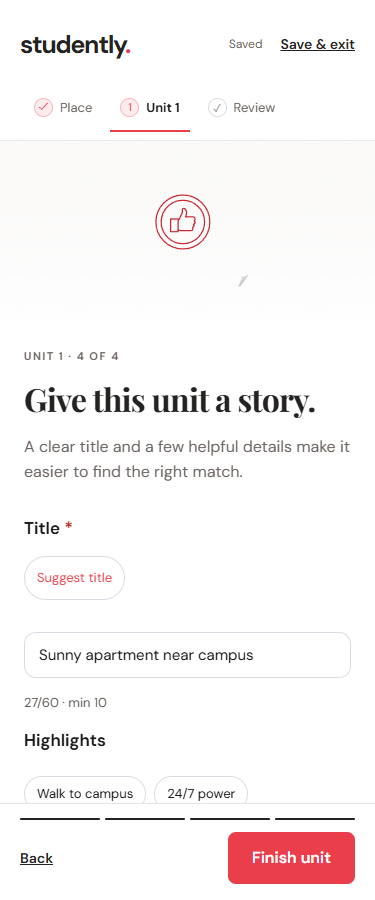 studently.
Saved Save & exit
Place 1 Unit 1 Review
UNIT 1 · 4 OF 4
Give this unit a story.
A clear title and a few helpful details make it
easier to find the right match.
Title *
Suggest title
Sunny apartment near campus
27/60 · min 10
Highlights
Walk to campus 24/7 power
Back Finish unit